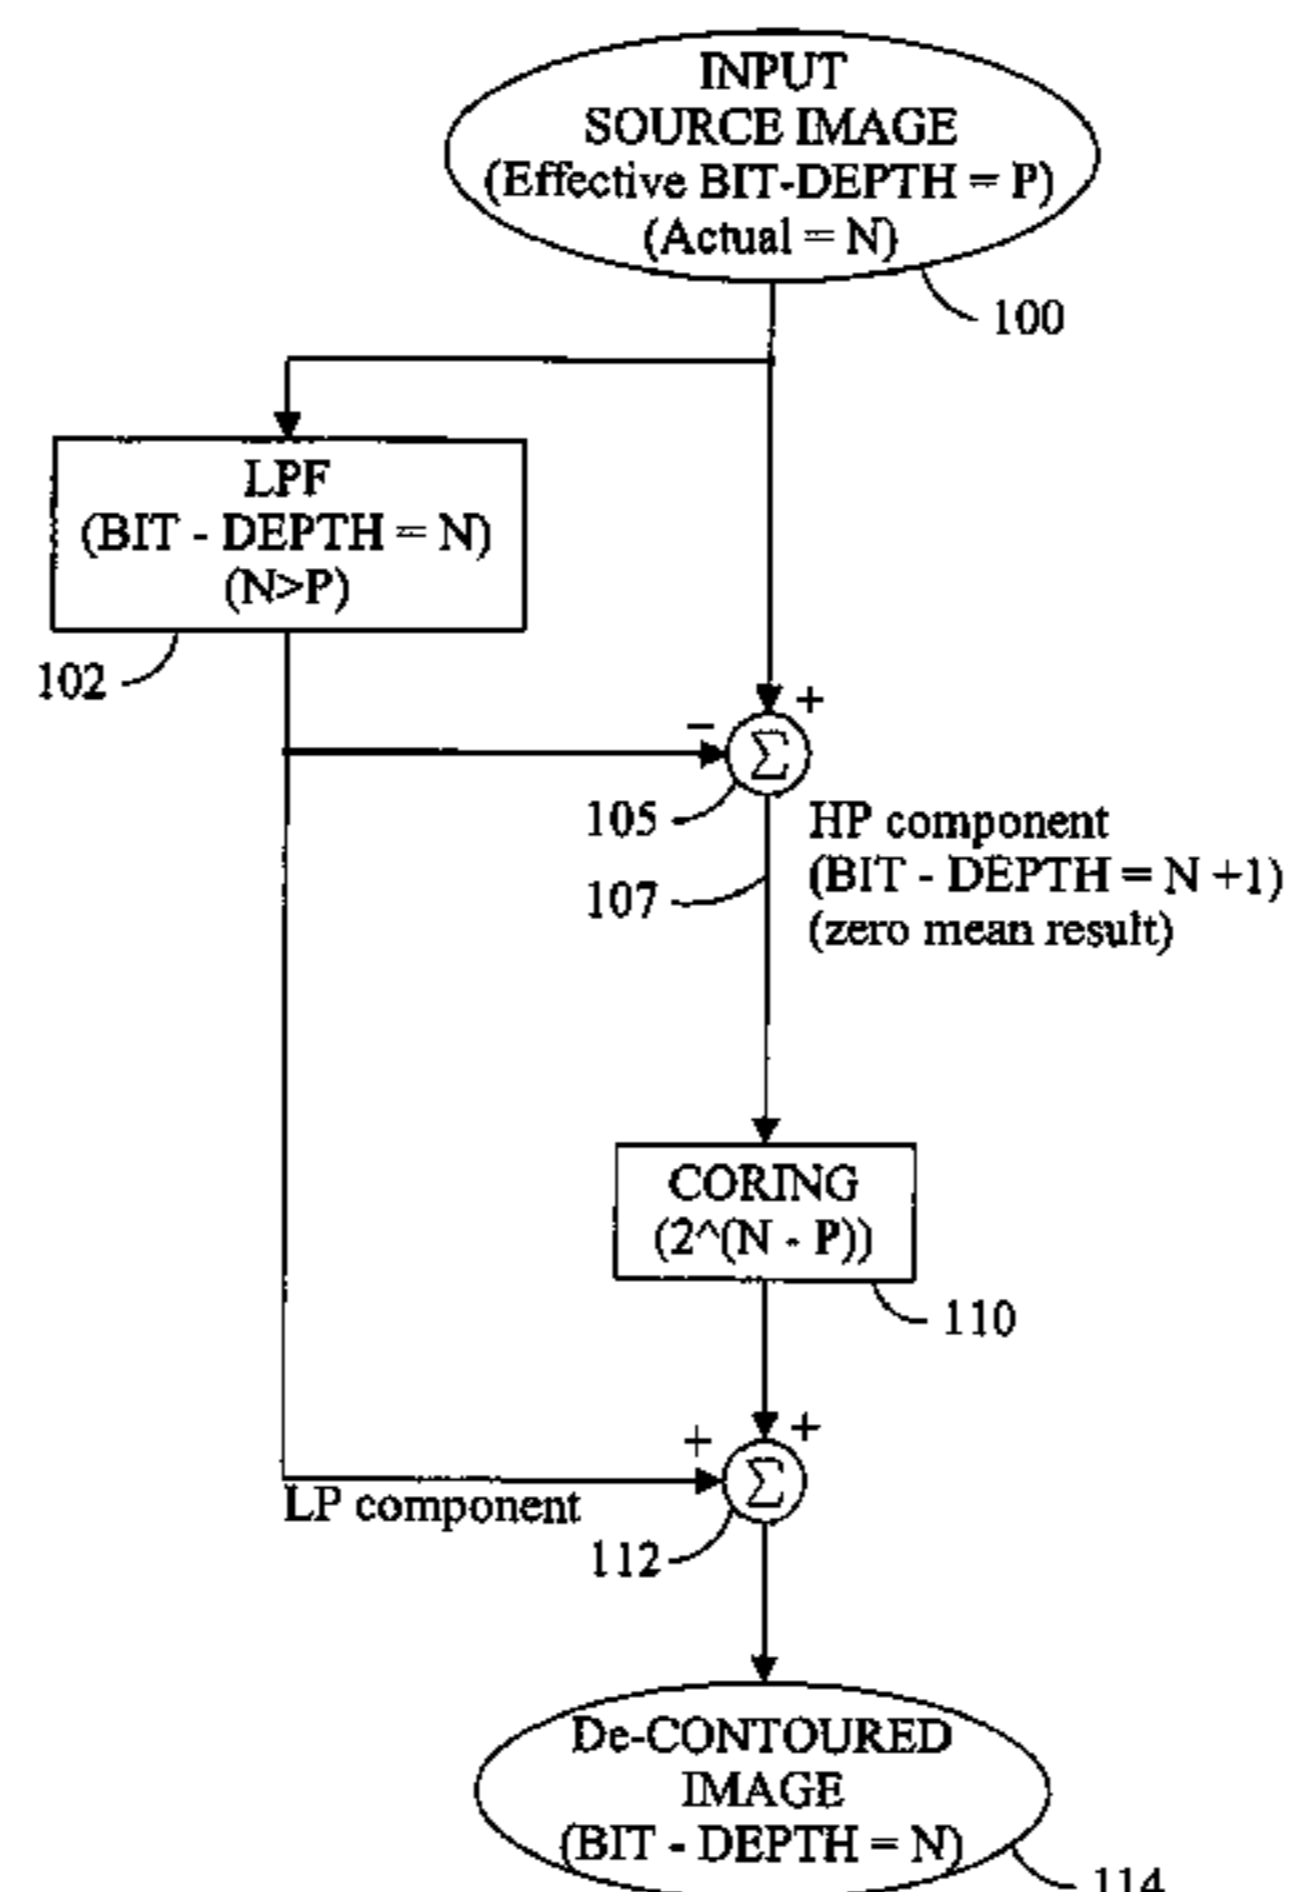 INPUT
SOURCE IMAGE
(Effective BIT-DEPTH = P)
(Actual = N)
100
LPF
(BIT - DEPTH = N)
(N>P)
102
+
−
Σ
105
HP component
(BIT - DEPTH = N +1)
(zero mean result)
107
CORING
(2^(N - P))
110
+
+
Σ
LP component
112
De-CONTOURED
IMAGE
(BIT - DEPTH = N)
114